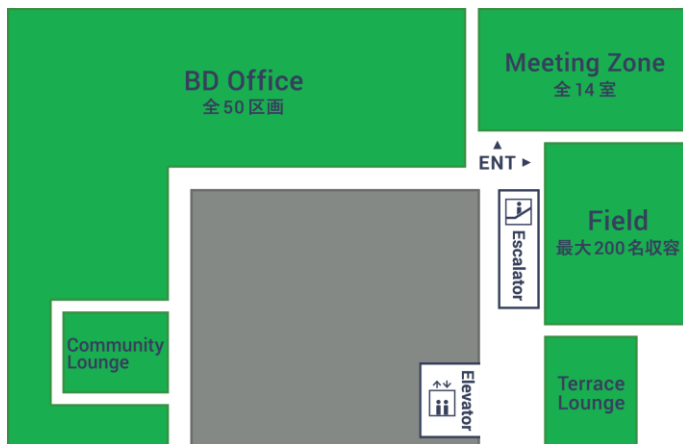 BD Office
全50区画
Meeting Zone
全14室
ENT
Escalator
Field
最大200名収容
Community
Lounge
Elevator
Terrace
Lounge